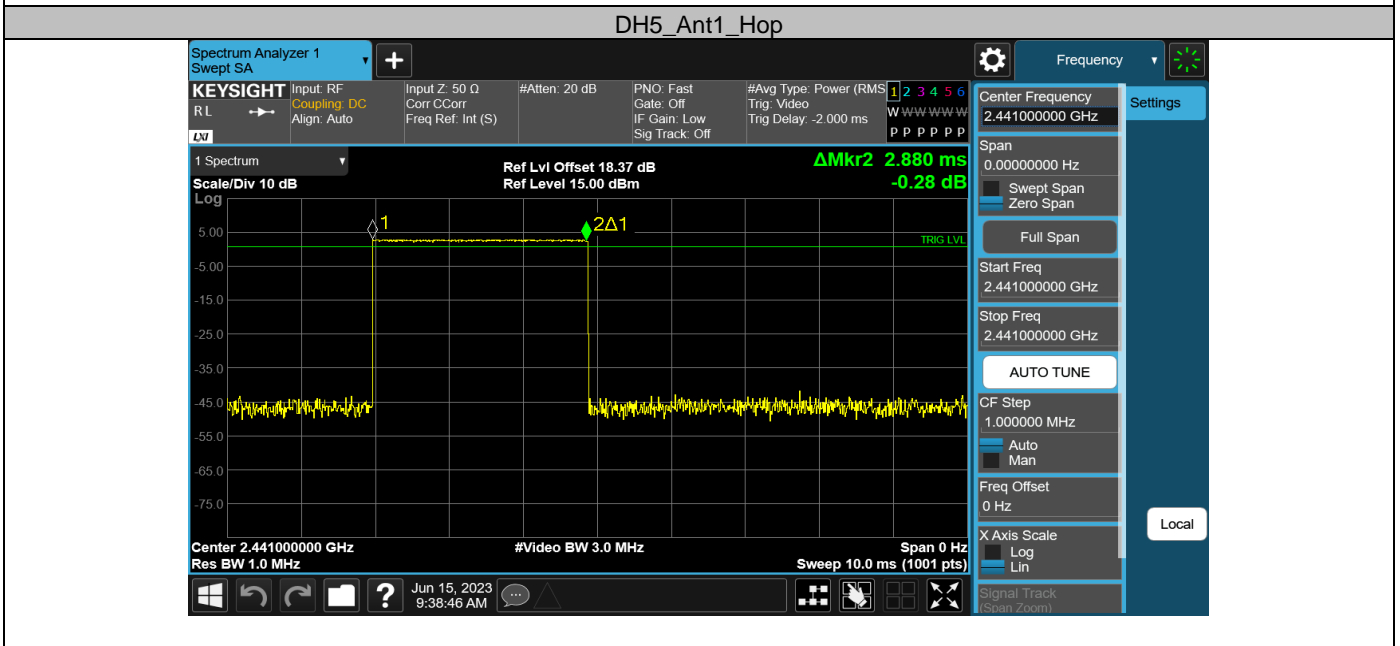 DH5_Ant1_Hop
Spectrum Analyzer 1
Swept SA
Frequency
KEYSIGHT
RL
LXI
Input: RF
Coupling: DC
Align: Auto
Input Z: 50 Ω
Corr CCorr
Freq Ref: Int (S)
#Atten: 20 dB
PNO: Fast
Gate: Off
IF Gain: Low
Sig Track: Off
#Avg Type: Power (RMS
Trig: Video
Trig Delay: -2.000 ms
1 2 3 4 5 6
W W W W W W
P P P P P P
1 Spectrum
Scale/Div 10 dB
Ref Lvl Offset 18.37 dB
Ref Level 15.00 dBm
ΔMkr2 2.880 ms
-0.28 dB
Log
5.00
-5.00
-15.0
-25.0
-35.0
-45.0
-55.0
-65.0
-75.0
1
2Δ1
TRIG LVL
Center 2.441000000 GHz
Res BW 1.0 MHz
#Video BW 3.0 MHz
Span 0 Hz
Sweep 10.0 ms (1001 pts)
Jun 15, 2023
9:38:46 AM
Center Frequency
2.441000000 GHz
Settings
Span
0.00000000 Hz
Swept Span
Zero Span
Full Span
Start Freq
2.441000000 GHz
Stop Freq
2.441000000 GHz
AUTO TUNE
CF Step
1.000000 MHz
Auto
Man
Freq Offset
0 Hz
X Axis Scale
Log
Lin
Local
Signal Track
(Span Zoom)